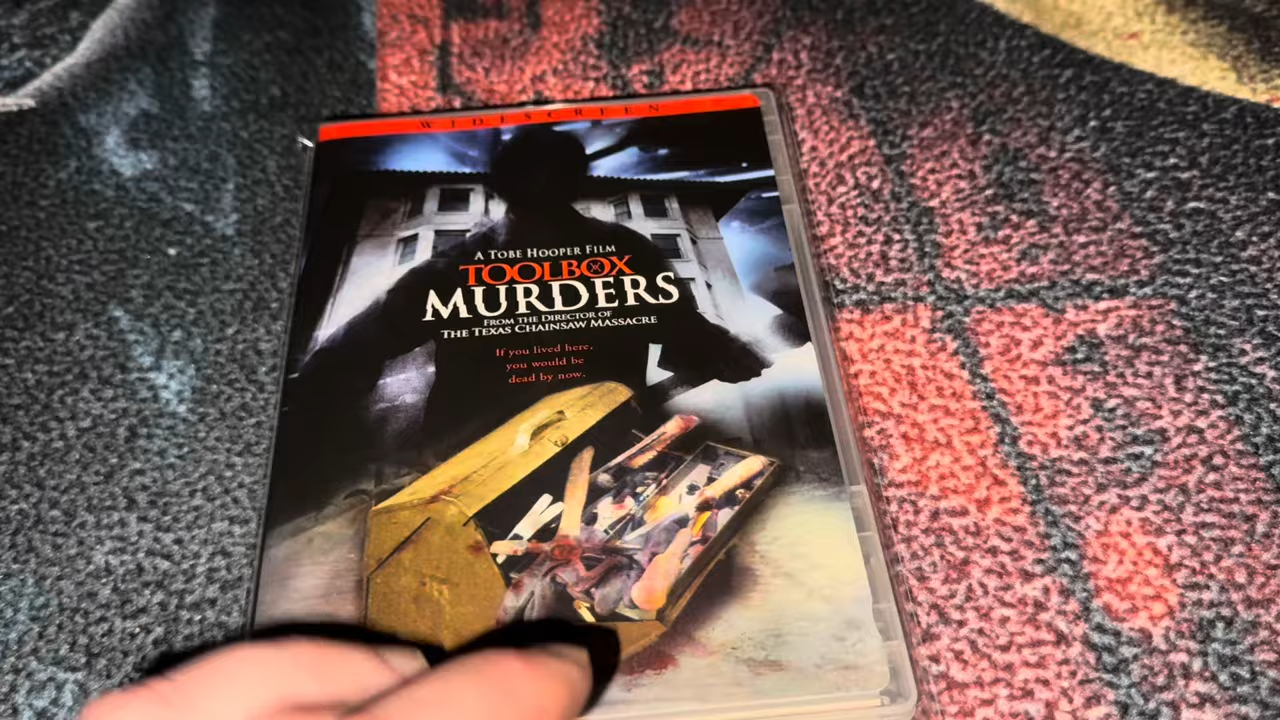 WIDESCREEN
A TOBE HOOPER FILM
TOOLBOX
MURDERS
FROM THE DIRECTOR OF
THE TEXAS CHAINSAW MASSACRE
If you lived here,
you would be
dead by now.